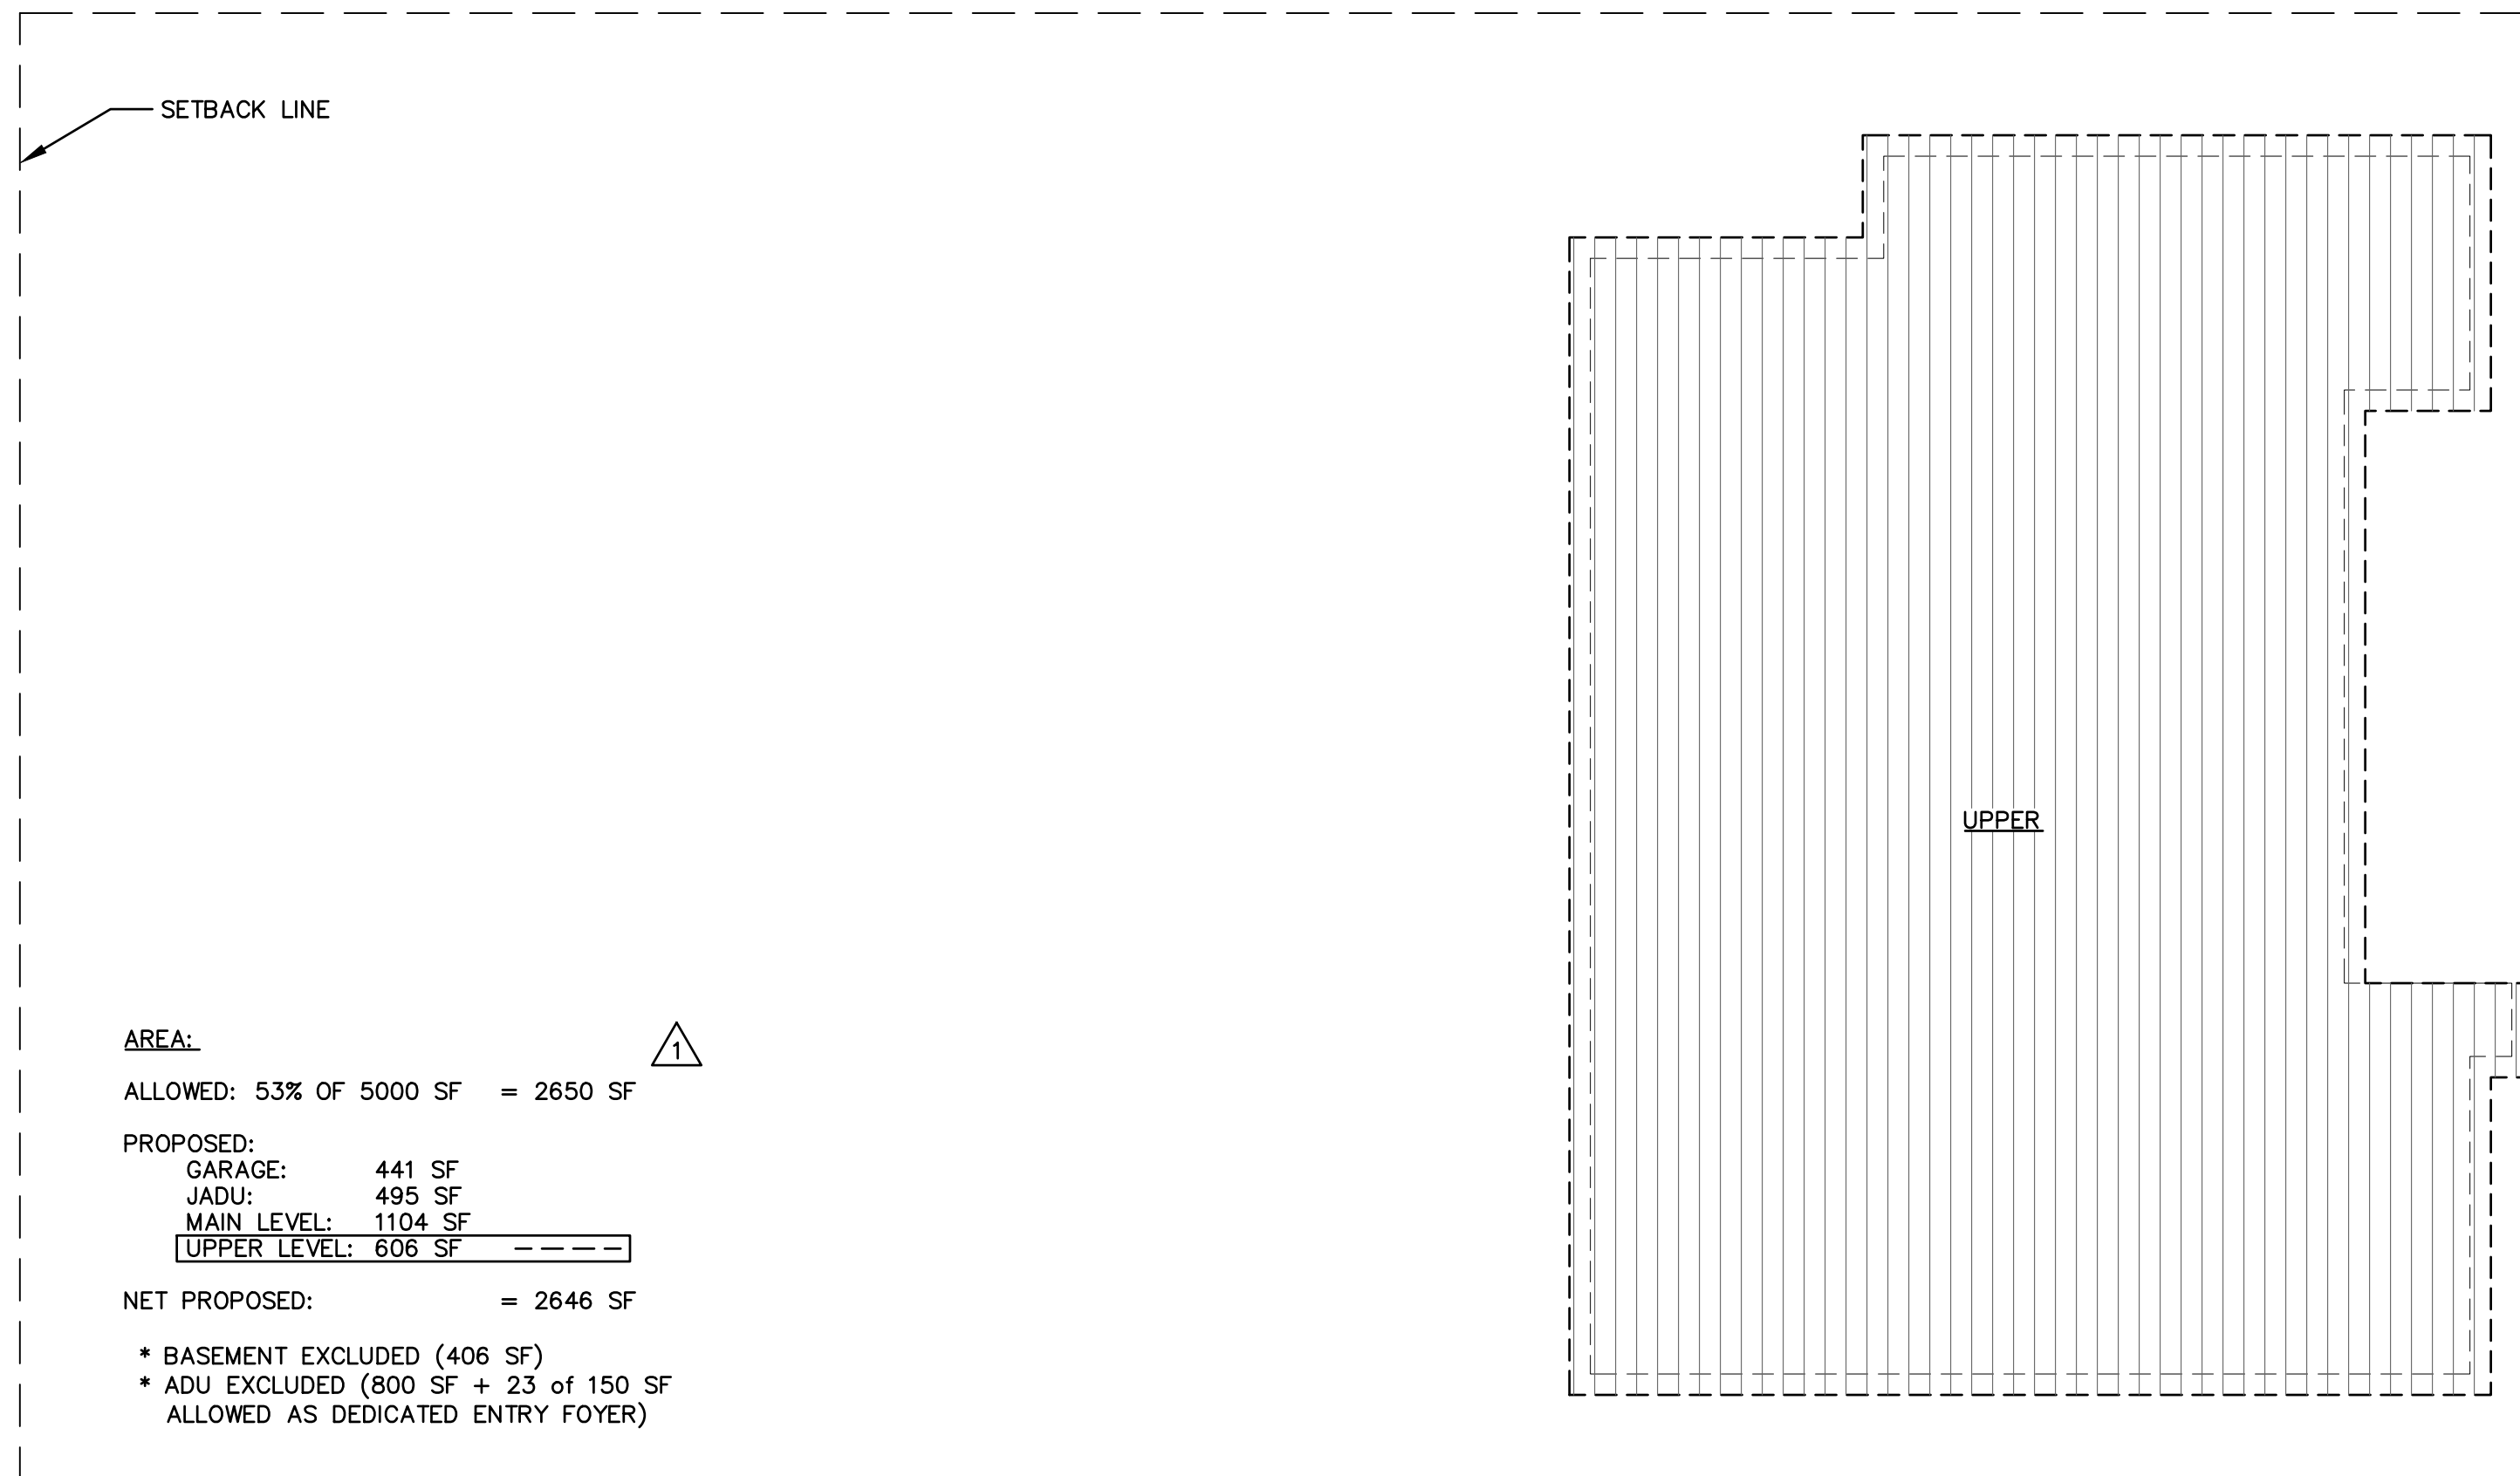 SETBACK LINE
UPPER
AREA:
1
ALLOWED: 53% OF 5000 SF = 2650 SF
PROPOSED:
GARAGE: 441 SF
JADU: 495 SF
MAIN LEVEL: 1104 SF
UPPER LEVEL: 606 SF
NET PROPOSED: = 2646 SF
* BASEMENT EXCLUDED (406 SF)
* ADU EXCLUDED (800 SF + 23 of 150 SF
ALLOWED AS DEDICATED ENTRY FOYER)